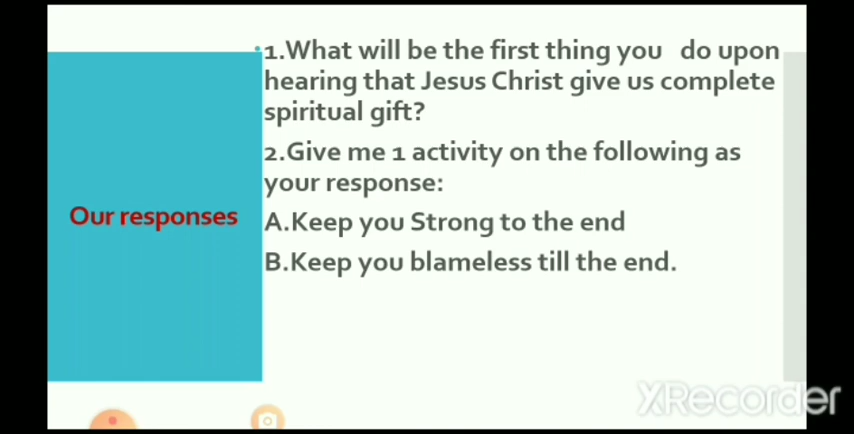 1.What will be the first thing you do upon
hearing that Jesus Christ give us complete
spiritual gift?
2.Give me 1 activity on the following as
your response:
Our responses
A.Keep you Strong to the end
B.Keep you blameless till the end.
XRecorder